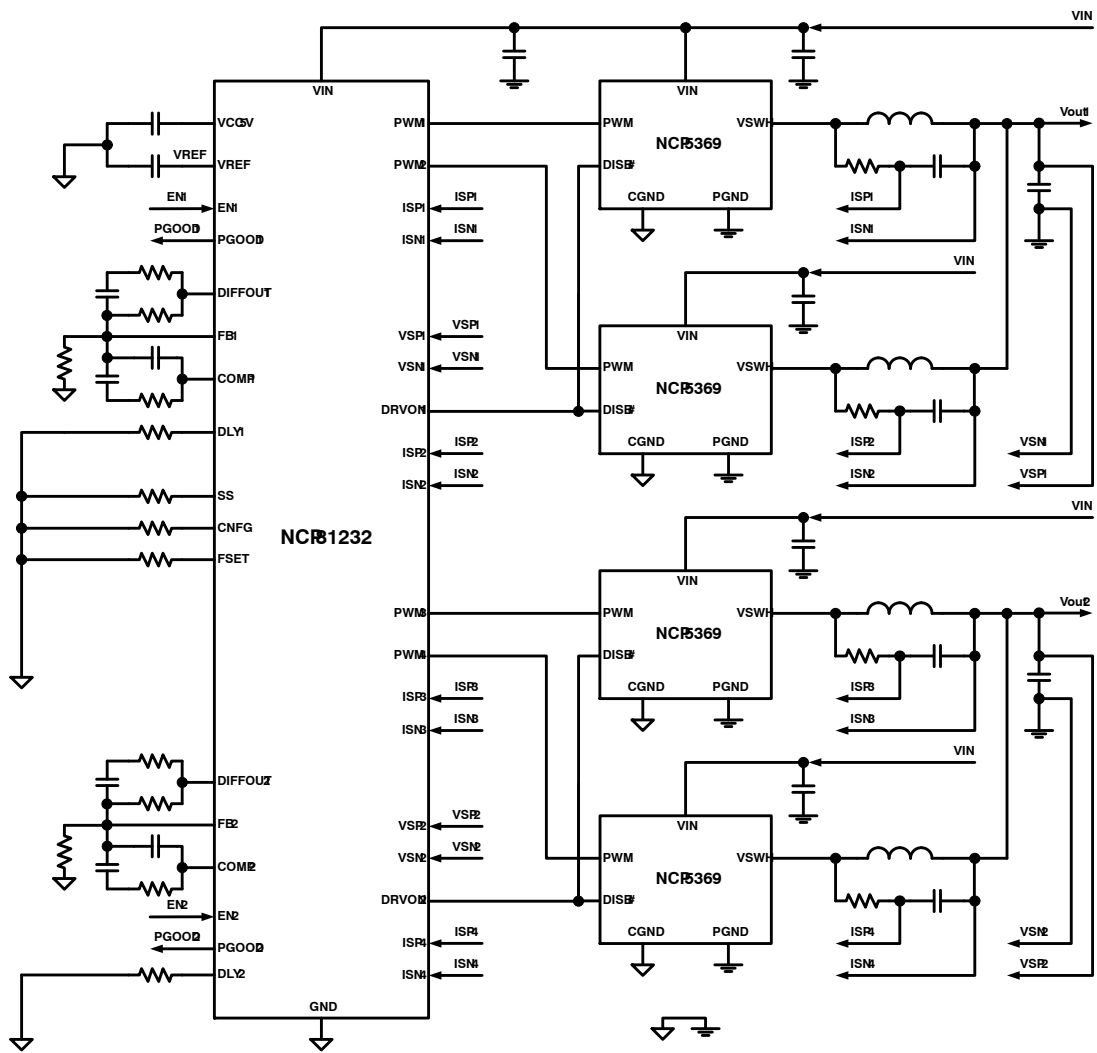 VIN
VIN
VCC5V
VREF
VREF
EN1
EN1
PGOOD1
PGOOD1
DIFFOUT1
FB1
COMP1
DLY1
SS
CNFG
FSET
NCP81232
DIFFOUT2
FB2
COMP2
EN2
EN2
PGOOD2
PGOOD2
DLY2
GND
PWM1
PWM2
ISP1
ISP1
ISN1
ISN1
VSP1
VSP1
VSN1
VSN1
DRVON1
ISP2
ISP2
ISN2
ISN2
PWM3
PWM4
ISP3
ISP3
ISN3
ISN3
VSP2
VSP2
VSN2
VSN2
DRVON2
ISP4
ISP4
ISN4
ISN4
VIN
PWM
VSWH
NCP5369
DISB#
CGND
PGND
Vout1
ISP1
ISN1
VIN
VIN
PWM
VSWH
NCP5369
DISB#
CGND
PGND
ISP2
ISN2
VSN1
VSP1
VIN
VIN
PWM
VSWH
NCP5369
DISB#
CGND
PGND
Vout2
ISP3
ISN3
VIN
VIN
PWM
VSWH
NCP5369
DISB#
CGND
PGND
ISP4
ISN4
VSN2
VSP2